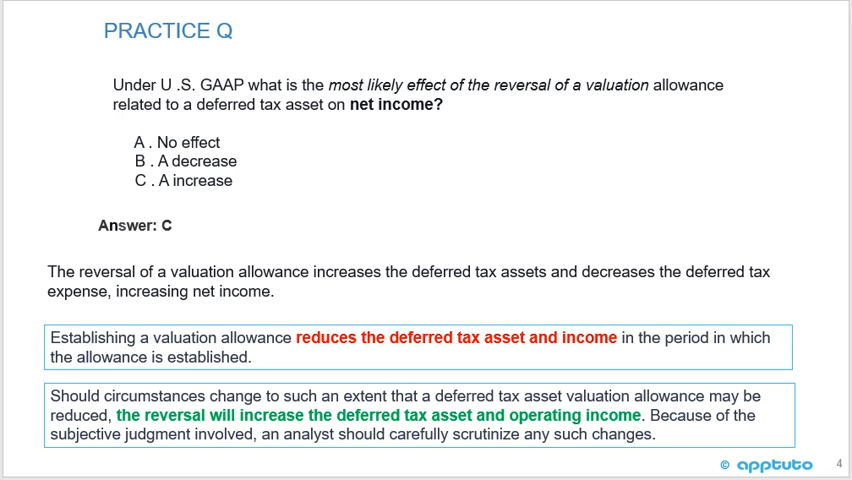 PRACTICE Q
Under U .S. GAAP what is the most likely effect of the reversal of a valuation allowance
related to a deferred tax asset on net income?
A . No effect
B . A decrease
C . A increase
Answer: C
The reversal of a valuation allowance increases the deferred tax assets and decreases the deferred tax
expense, increasing net income.
Establishing a valuation allowance reduces the deferred tax asset and income in the period in which
the allowance is established.
Should circumstances change to such an extent that a deferred tax asset valuation allowance may be
reduced, the reversal will increase the deferred tax asset and operating income. Because of the
subjective judgment involved, an analyst should carefully scrutinize any such changes.
© apptuto 4